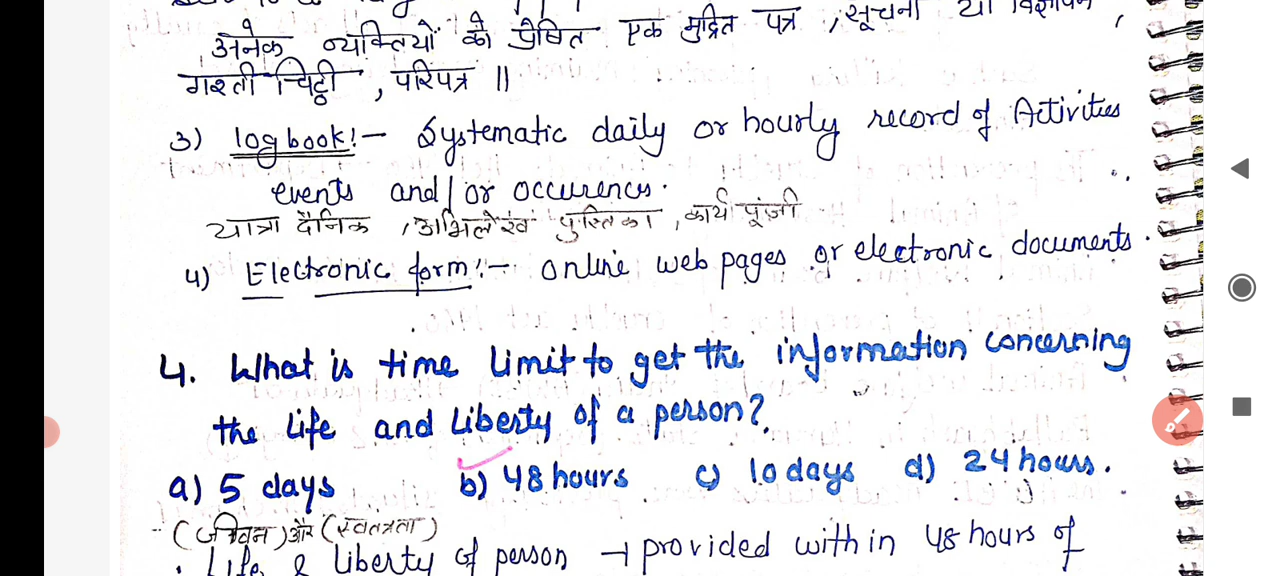 अनेक व्यक्तियों को प्रेषित एक मुद्रित पत्र, सूचना या विज्ञापन,
गश्ती चिट्ठी, परिपत्र ॥
3) logbook:- Systematic daily or hourly record of Activities
events and/or occurences.
यात्रा दैनिक, अभिलेख पुस्तिका, कार्य पूंजी
4) Electronic form:- online web pages or electronic documents.
4. What is time limit to get the information concerning
the life and liberty of a person?
a) 5 days b) 48 hours c) 10 days d) 24 hours.
(जीवन) और (स्वतंत्रता)
. Life & liberty of person → provided within 48 hours of